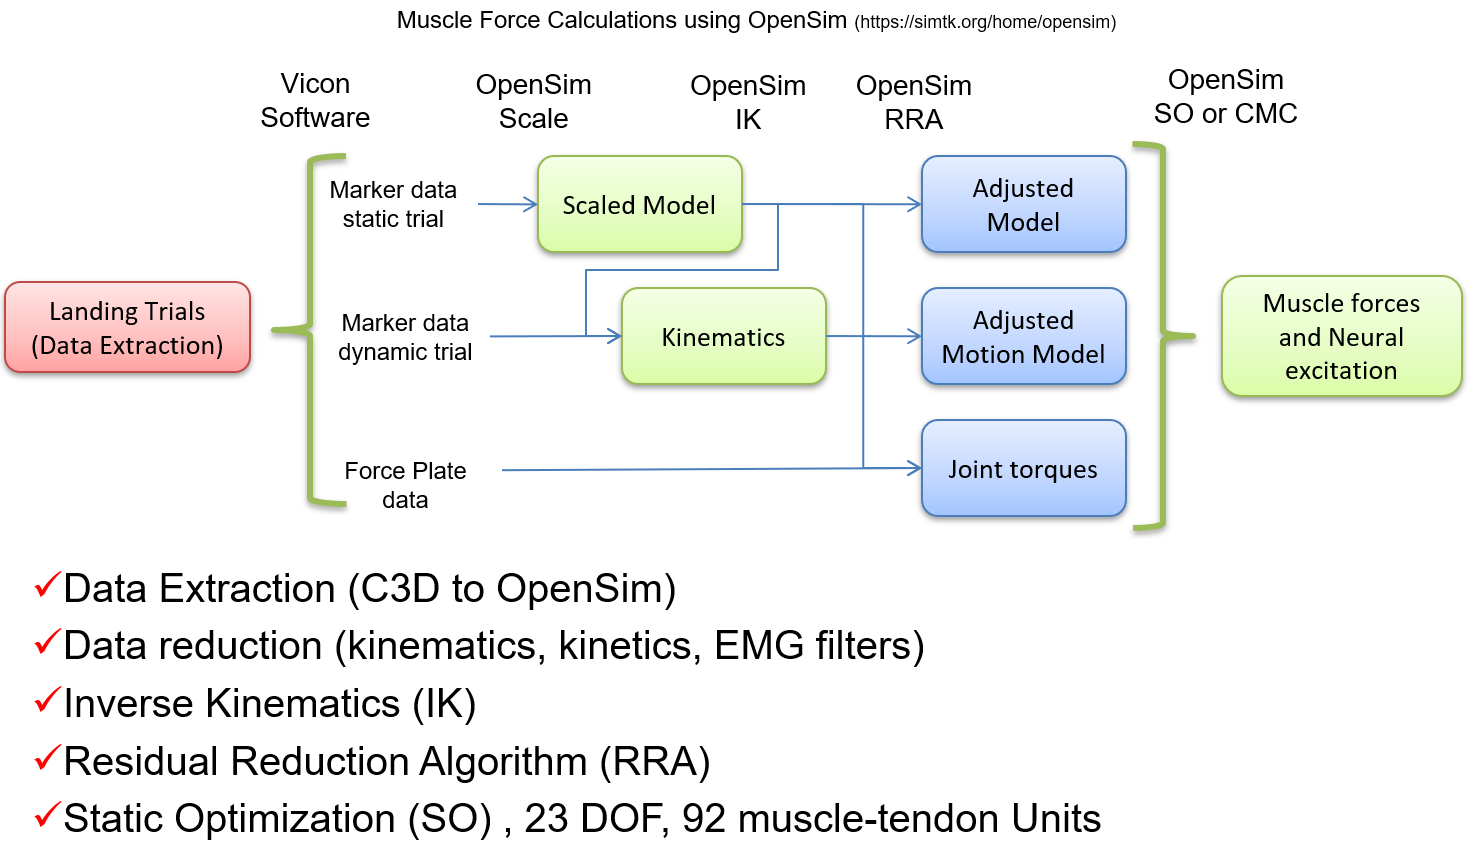 Muscle Force Calculations using OpenSim (https://simtk.org/home/opensim)
Vicon
Software
OpenSim
Scale
OpenSim
IK
OpenSim
RRA
OpenSim
SO or CMC
Landing Trials
(Data Extraction)
Marker data
static trial
Scaled Model
Adjusted
Model
Marker data
dynamic trial
Kinematics
Adjusted
Motion Model
Force Plate
data
Joint torques
Muscle forces
and Neural
excitation
Data Extraction (C3D to OpenSim)
Data reduction (kinematics, kinetics, EMG filters)
Inverse Kinematics (IK)
Residual Reduction Algorithm (RRA)
Static Optimization (SO) , 23 DOF, 92 muscle-tendon Units